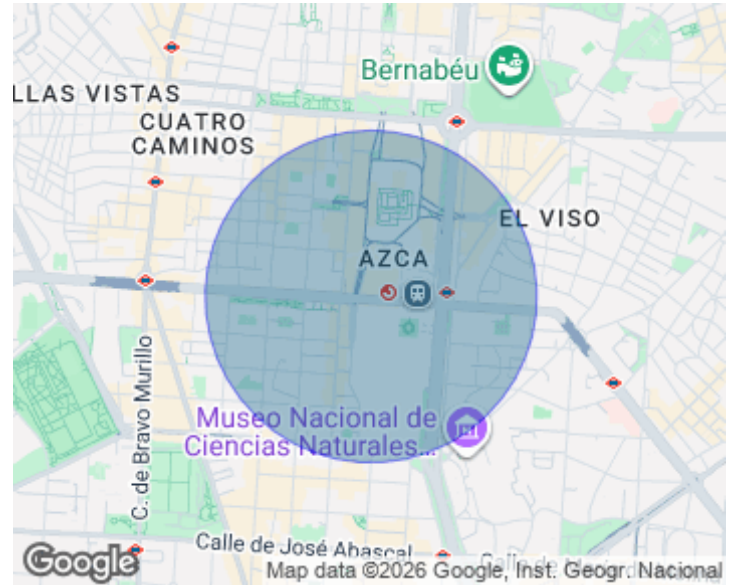 Bernabéu
LLAS VISTAS
CUATRO
CAMINOS
EL VISO
AZCA
C. de Bravo Murillo
Museo Nacional de
Ciencias Naturales...
Calle de José Abascal
Google
Map data ©2026 Google, Inst. Geogr. Nacional